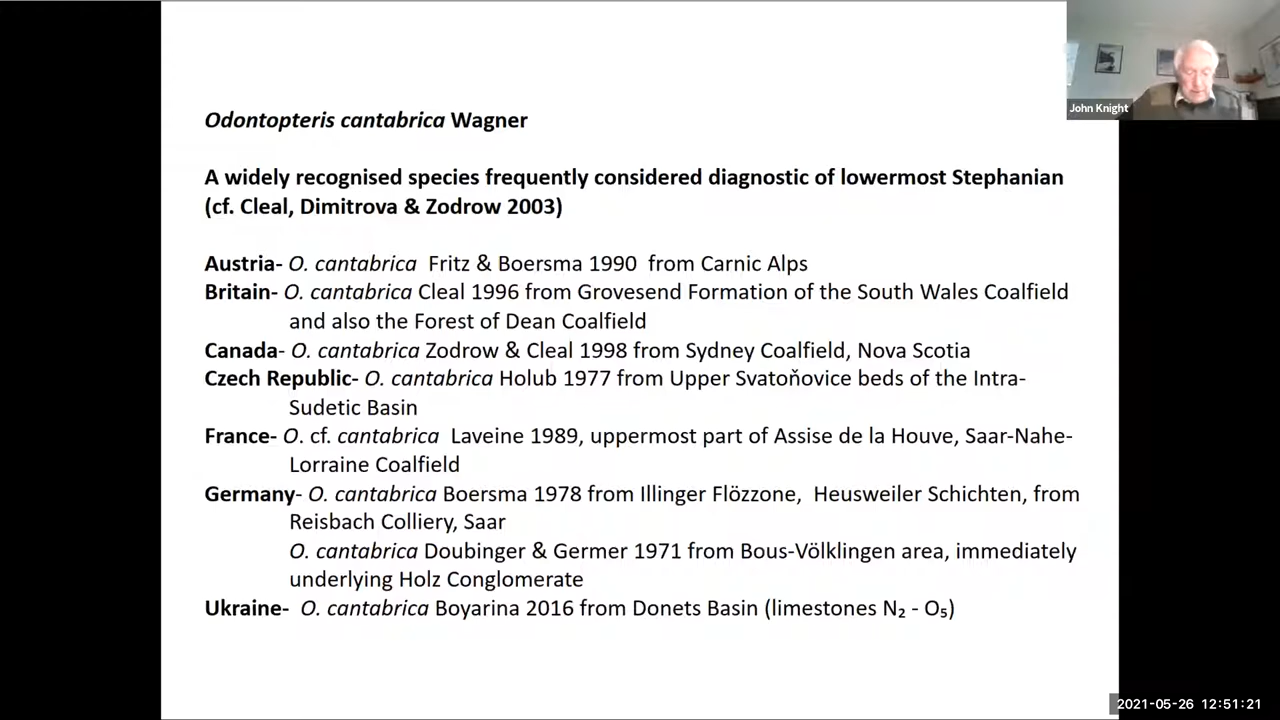 Odontopteris cantabrica Wagner
A widely recognised species frequently considered diagnostic of lowermost Stephanian
(cf. Cleal, Dimitrova & Zodrow 2003)
Austria- O. cantabrica Fritz & Boersma 1990 from Carnic Alps
Britain- O. cantabrica Cleal 1996 from Grovesend Formation of the South Wales Coalfield
and also the Forest of Dean Coalfield
Canada- O. cantabrica Zodrow & Cleal 1998 from Sydney Coalfield, Nova Scotia
Czech Republic- O. cantabrica Holub 1977 from Upper Svatoňovice beds of the Intra-
Sudetic Basin
France- O. cf. cantabrica Laveine 1989, uppermost part of Assise de la Houve, Saar-Nahe-
Lorraine Coalfield
Germany- O. cantabrica Boersma 1978 from Illinger Flözzone, Heusweiler Schichten, from
Reisbach Colliery, Saar
O. cantabrica Doubinger & Germer 1971 from Bous-Völklingen area, immediately
underlying Holz Conglomerate
Ukraine- O. cantabrica Boyarina 2016 from Donets Basin (limestones N₂ - O₅)
John Knight
2021-05-26 12:51:21